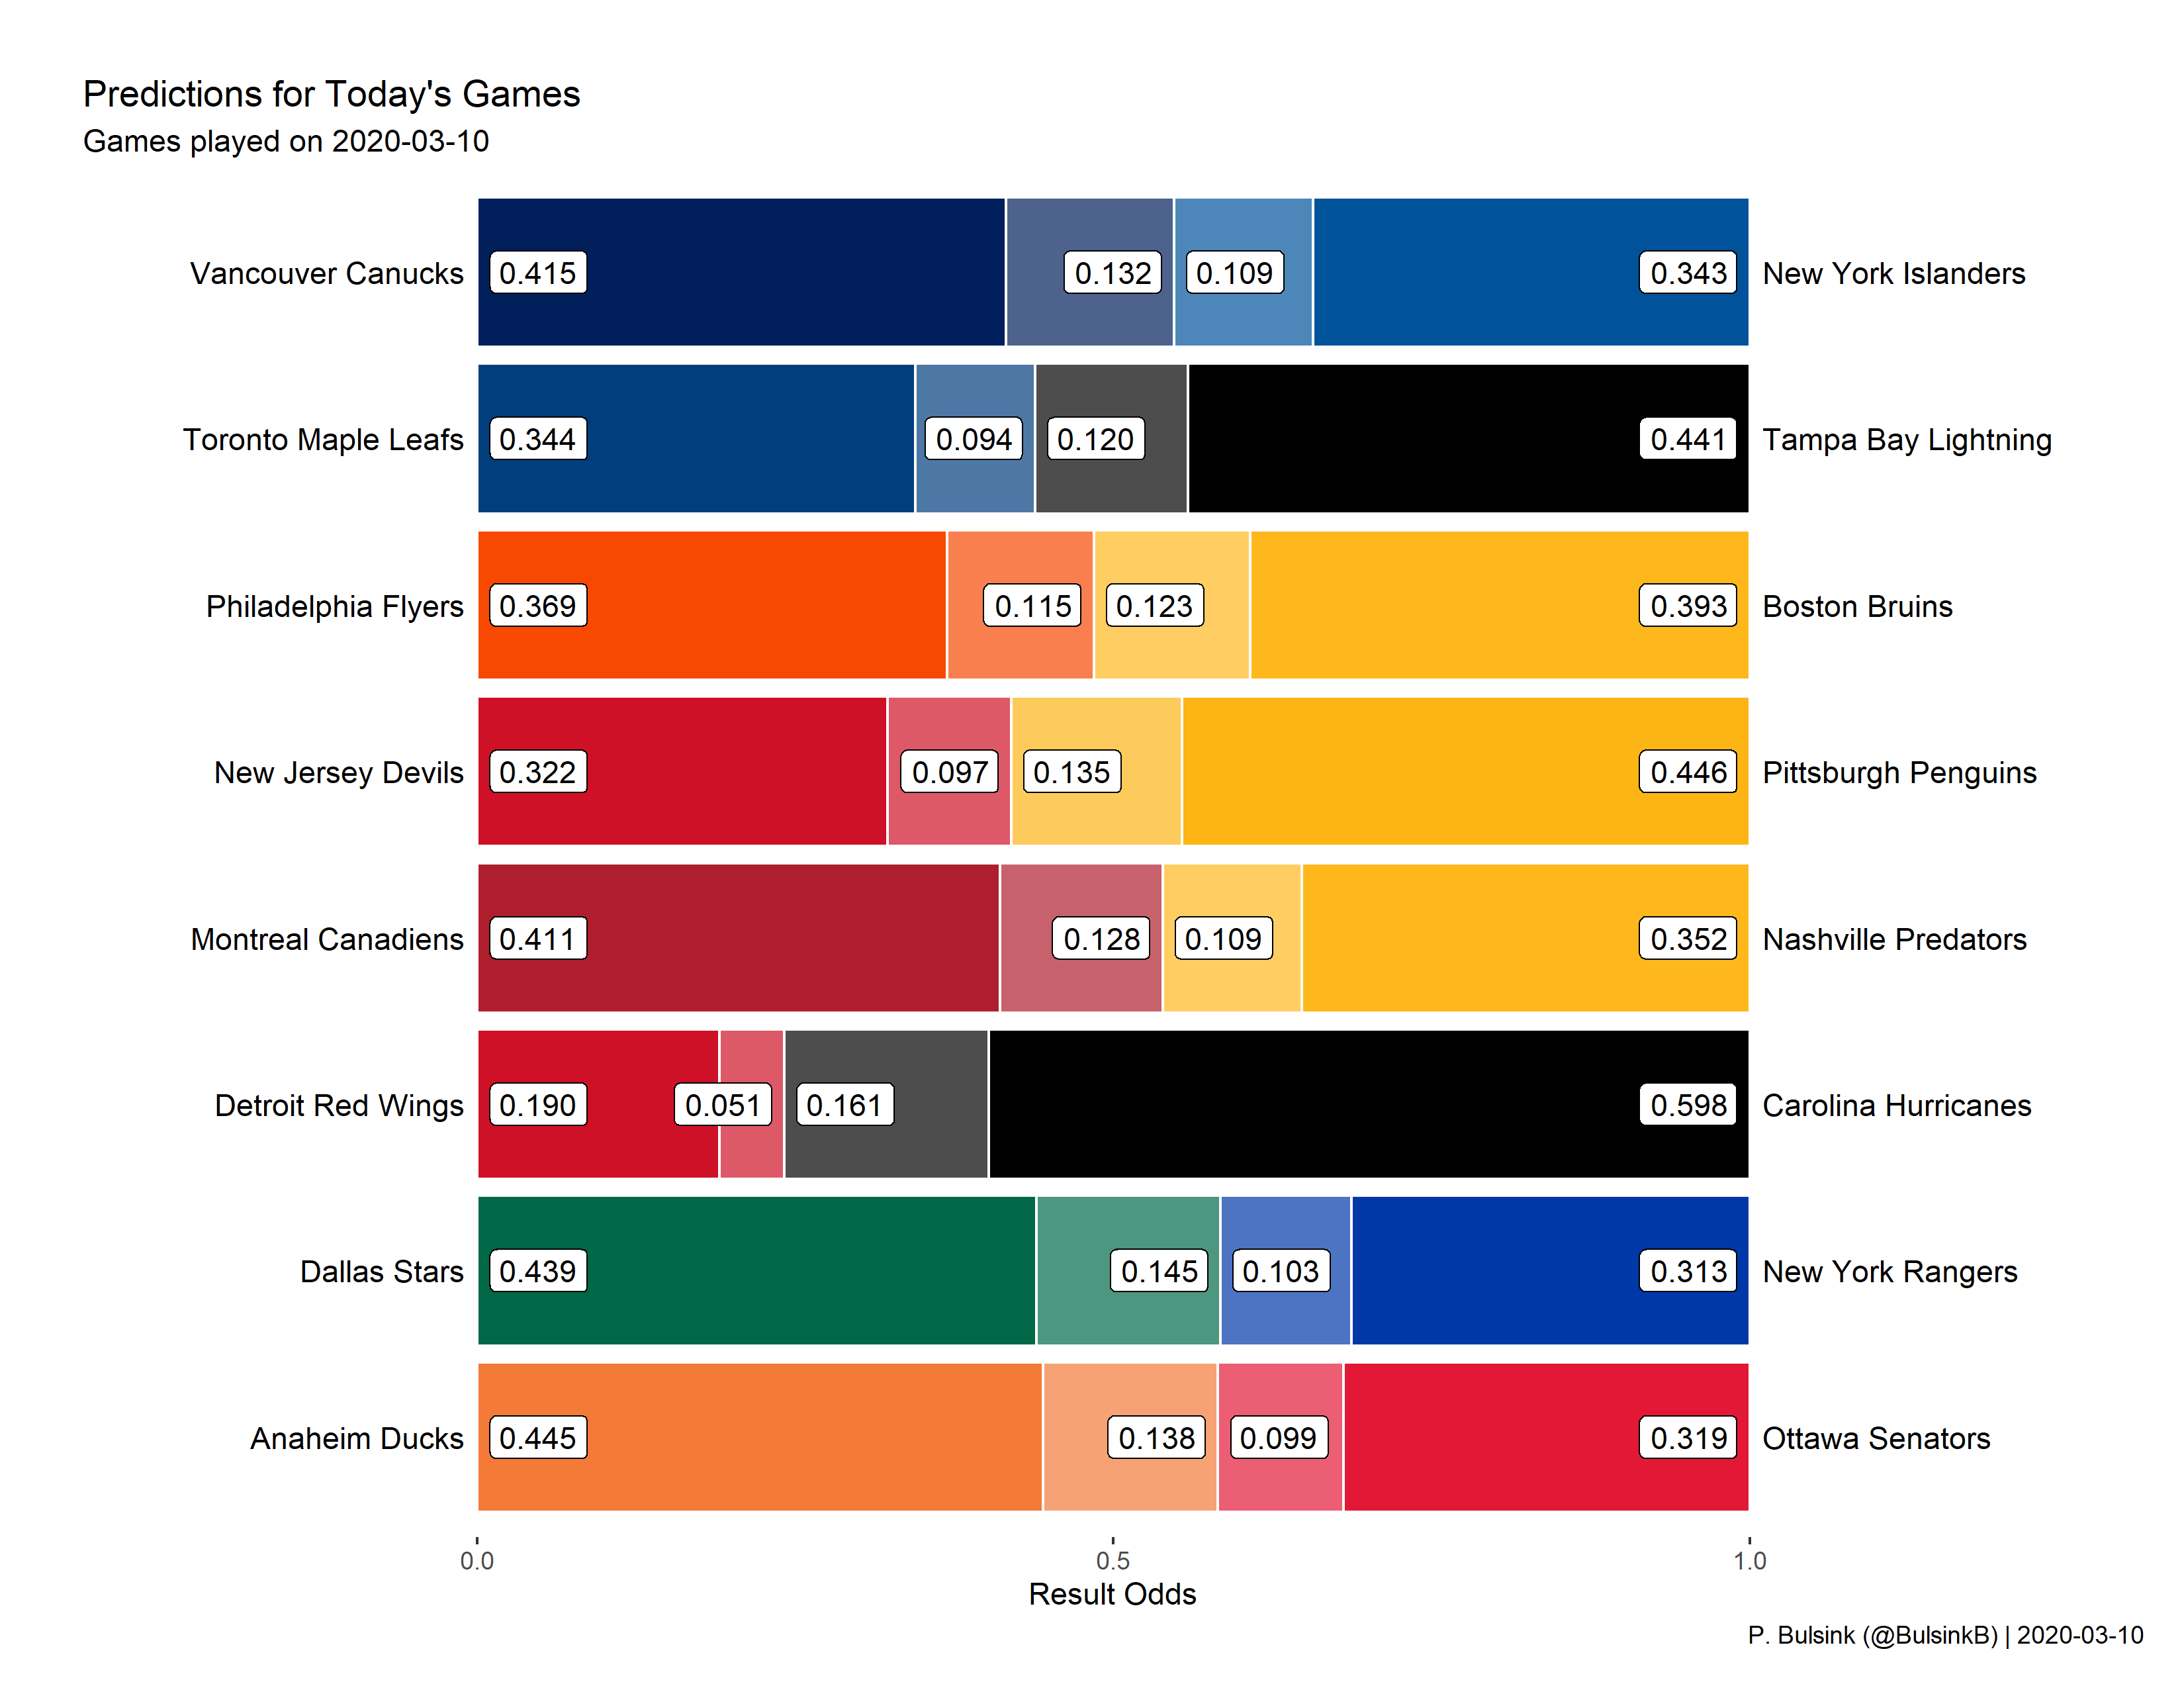 Predictions for Today's Games
Games played on 2020-03-10
Vancouver Canucks 0.415 0.132 0.109 0.343 New York Islanders
Toronto Maple Leafs 0.344 0.094 0.120 0.441 Tampa Bay Lightning
Philadelphia Flyers 0.369 0.115 0.123 0.393 Boston Bruins
New Jersey Devils 0.322 0.097 0.135 0.446 Pittsburgh Penguins
Montreal Canadiens 0.411 0.128 0.109 0.352 Nashville Predators
Detroit Red Wings 0.190 0.051 0.161 0.598 Carolina Hurricanes
Dallas Stars 0.439 0.145 0.103 0.313 New York Rangers
Anaheim Ducks 0.445 0.138 0.099 0.319 Ottawa Senators
0.0 0.5 1.0
Result Odds
P. Bulsink (@BulsinkB) | 2020-03-10